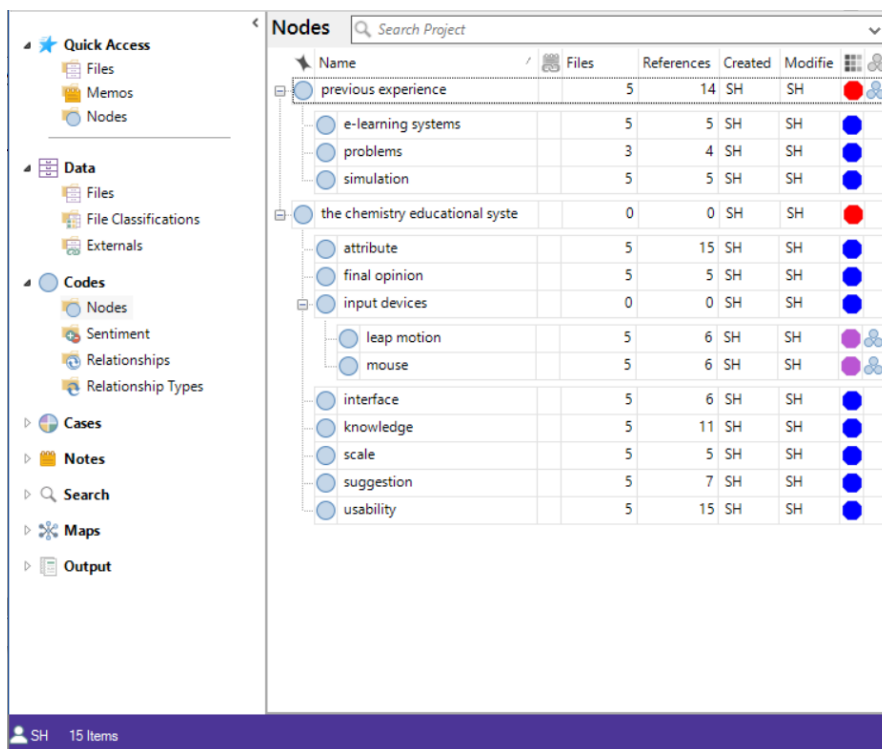 Quick Access
Files
Memos
Nodes
Data
Files
File Classifications
Externals
Codes
Nodes
Sentiment
Relationships
Relationship Types
Cases
Notes
Search
Maps
Output
Nodes Search Project
Name Files References Created Modifie
previous experience 5 14 SH SH
e-learning systems 5 5 SH SH
problems 3 4 SH SH
simulation 5 5 SH SH
the chemistry educational syste 0 0 SH SH
attribute 5 15 SH SH
final opinion 5 5 SH SH
input devices 0 0 SH SH
leap motion 5 6 SH SH
mouse 5 6 SH SH
interface 5 6 SH SH
knowledge 5 11 SH SH
scale 5 5 SH SH
suggestion 5 7 SH SH
usability 5 15 SH SH
SH 15 Items